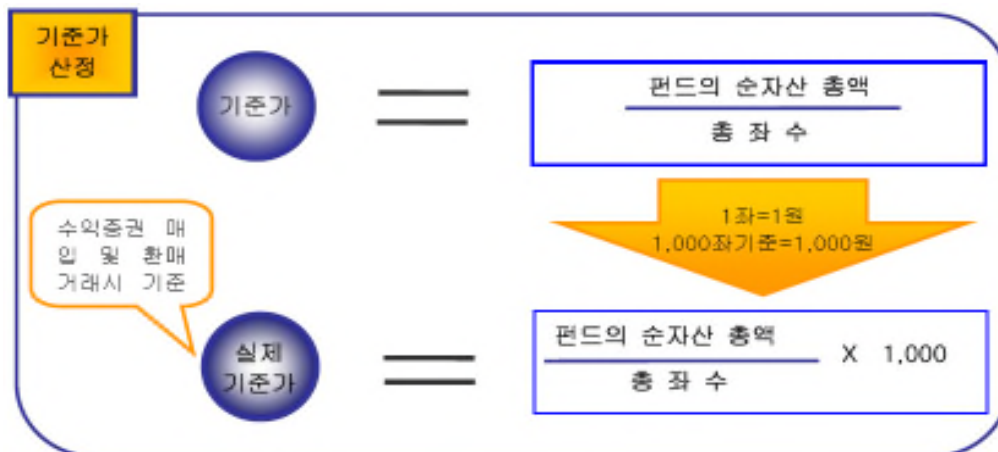 기준가
산정
기준가
펀드의 순자산 총액
총 좌 수
1좌=1원
1,000좌기준=1,000원
수익증권 매
입 및 환매
거래시 기준
실제
기준가
펀드의 순자산 총액
총 좌 수
X 1,000